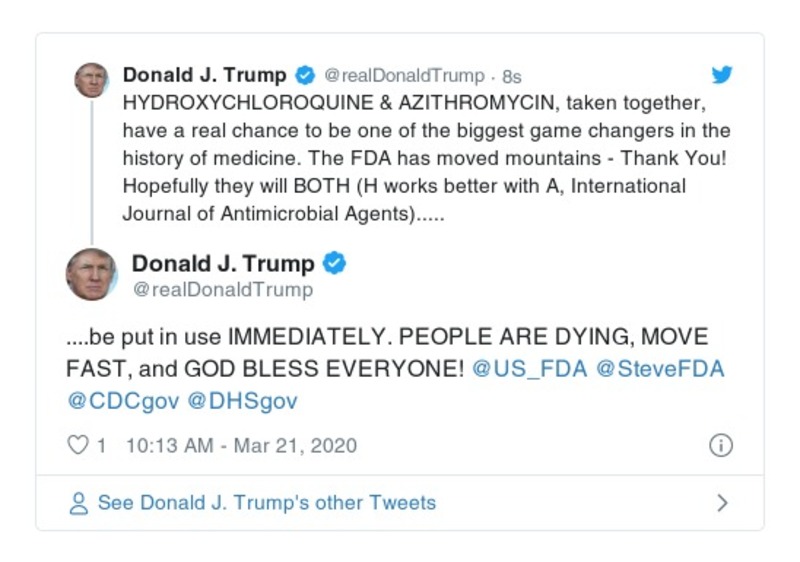 Donald J. Trump @realDonaldTrump · 8s
HYDROXYCHLOROQUINE & AZITHROMYCIN, taken together,
have a real chance to be one of the biggest game changers in the
history of medicine. The FDA has moved mountains - Thank You!
Hopefully they will BOTH (H works better with A, International
Journal of Antimicrobial Agents).....
Donald J. Trump
@realDonaldTrump
....be put in use IMMEDIATELY. PEOPLE ARE DYING, MOVE
FAST, and GOD BLESS EVERYONE! @US_FDA @SteveFDA
@CDCgov @DHSgov
1 10:13 AM - Mar 21, 2020
See Donald J. Trump's other Tweets